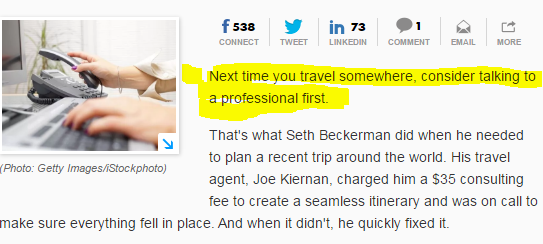 538 73 1
CONNECT TWEET LINKEDIN COMMENT EMAIL MORE
Next time you travel somewhere, consider talking to
a professional first.
That's what Seth Beckerman did when he needed
(Photo: Getty Images/iStockphoto)
to plan a recent trip around the world. His travel
agent, Joe Kiernan, charged him a $35 consulting
fee to create a seamless itinerary and was on call to
make sure everything fell in place. And when it didn't, he quickly fixed it.